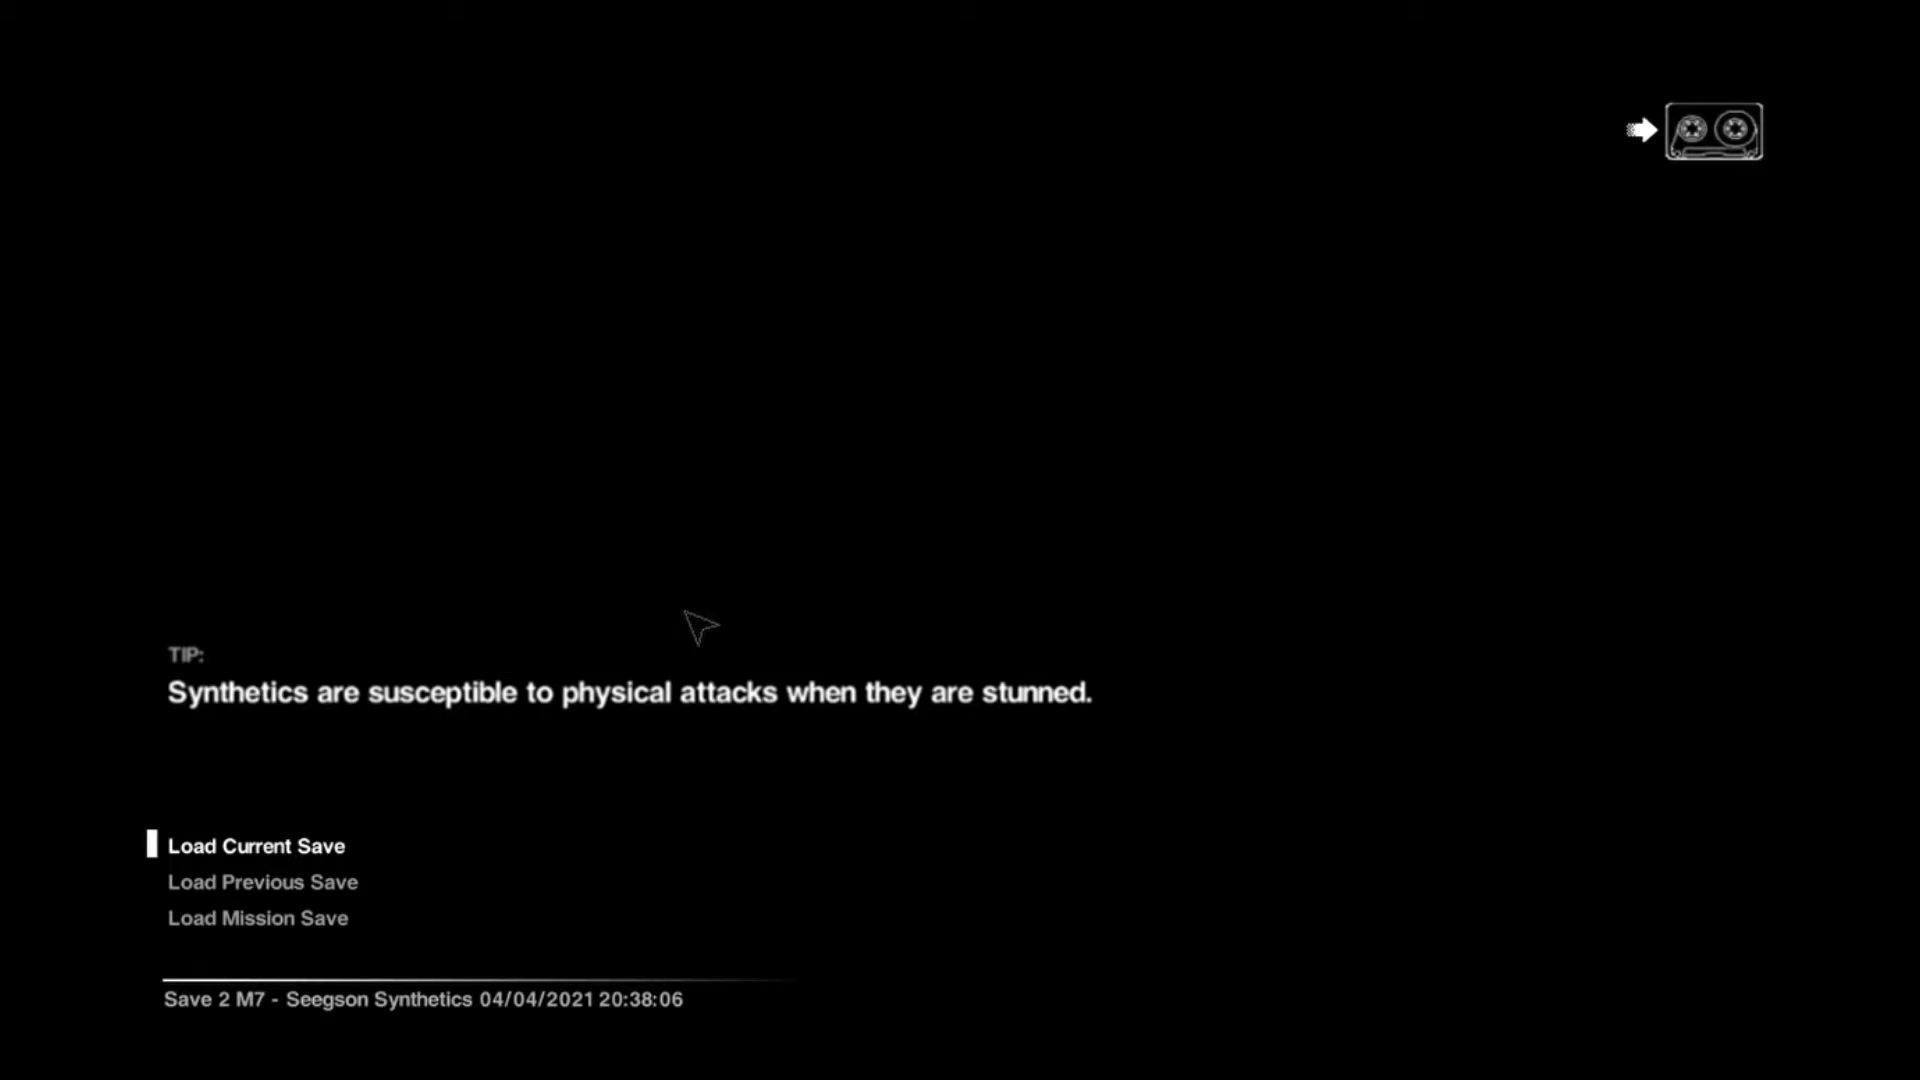 TIP:
Synthetics are susceptible to physical attacks when they are stunned.
Load Current Save
Load Previous Save
Load Mission Save
Save 2 M7 - Seegson Synthetics 04/04/2021 20:38:06